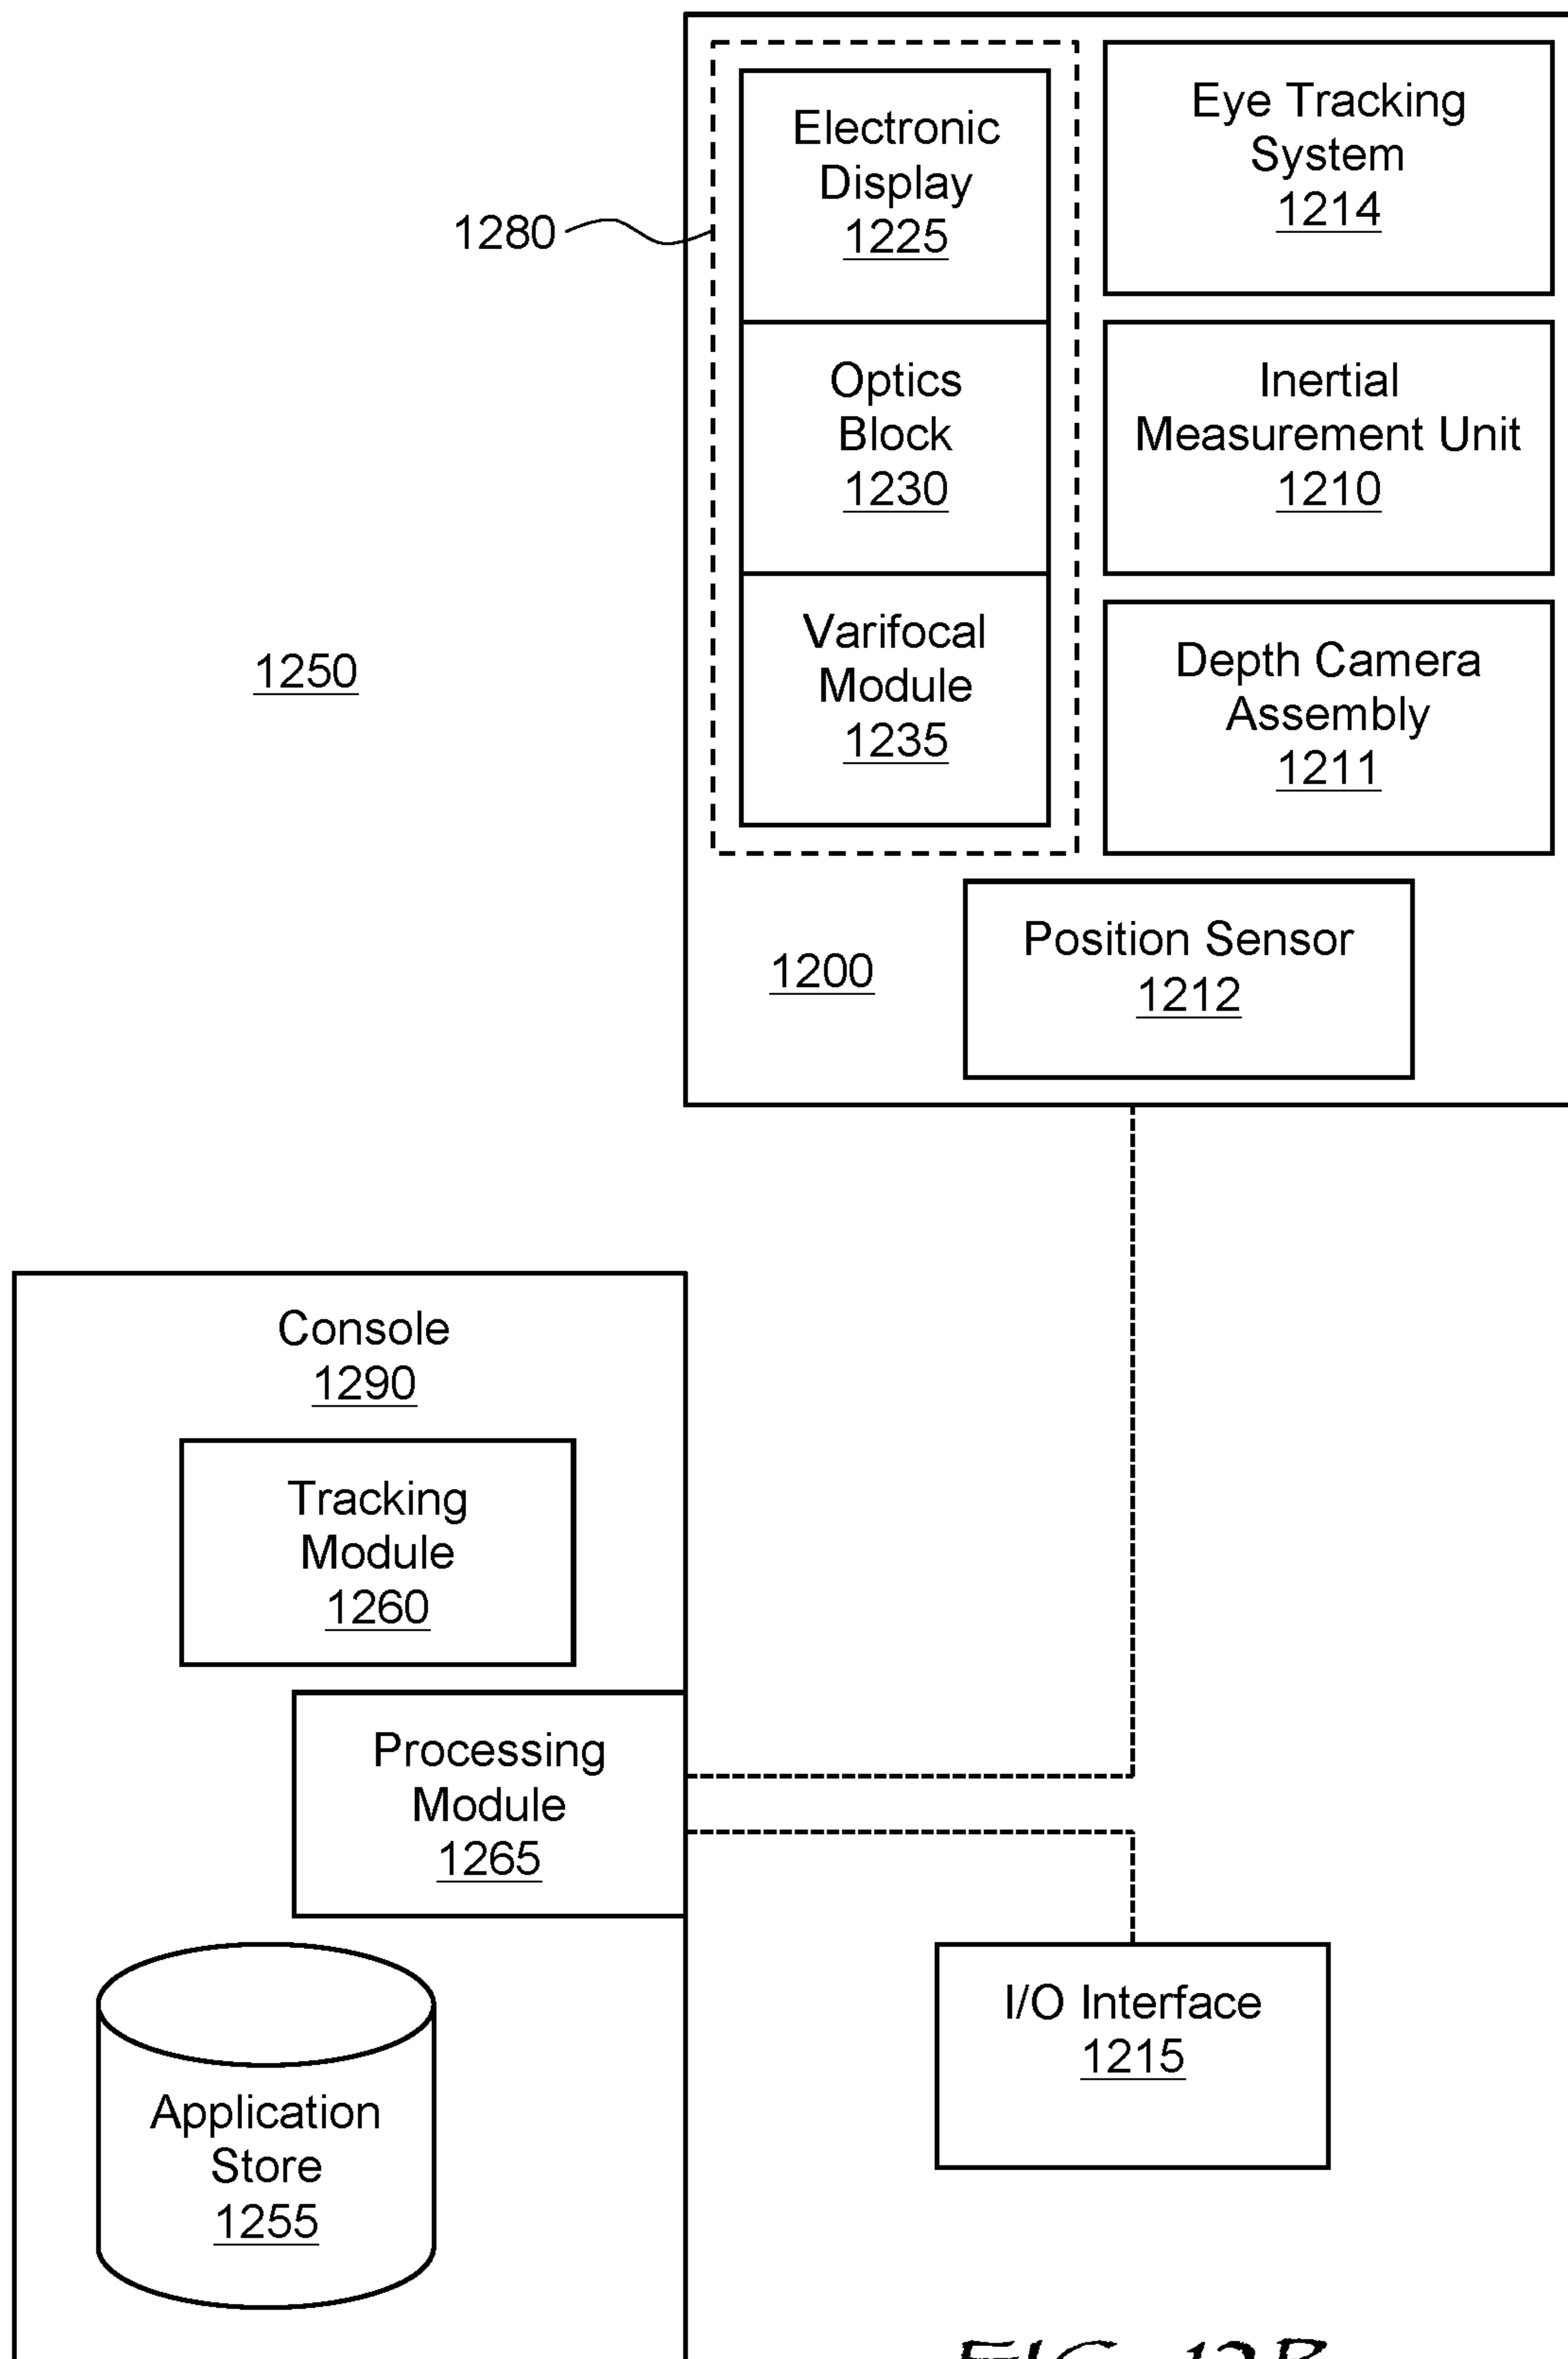 Electronic
Display
1225
Optics
Block
1230
Varifocal
Module
1235
1280
Eye Tracking
System
1214
Inertial
Measurement Unit
1210
Depth Camera
Assembly
1211
1250
1200
Position Sensor
1212
Console
1290
Tracking
Module
1260
Processing
Module
1265
Application
Store
1255
I/O Interface
1215
FIG. 12B